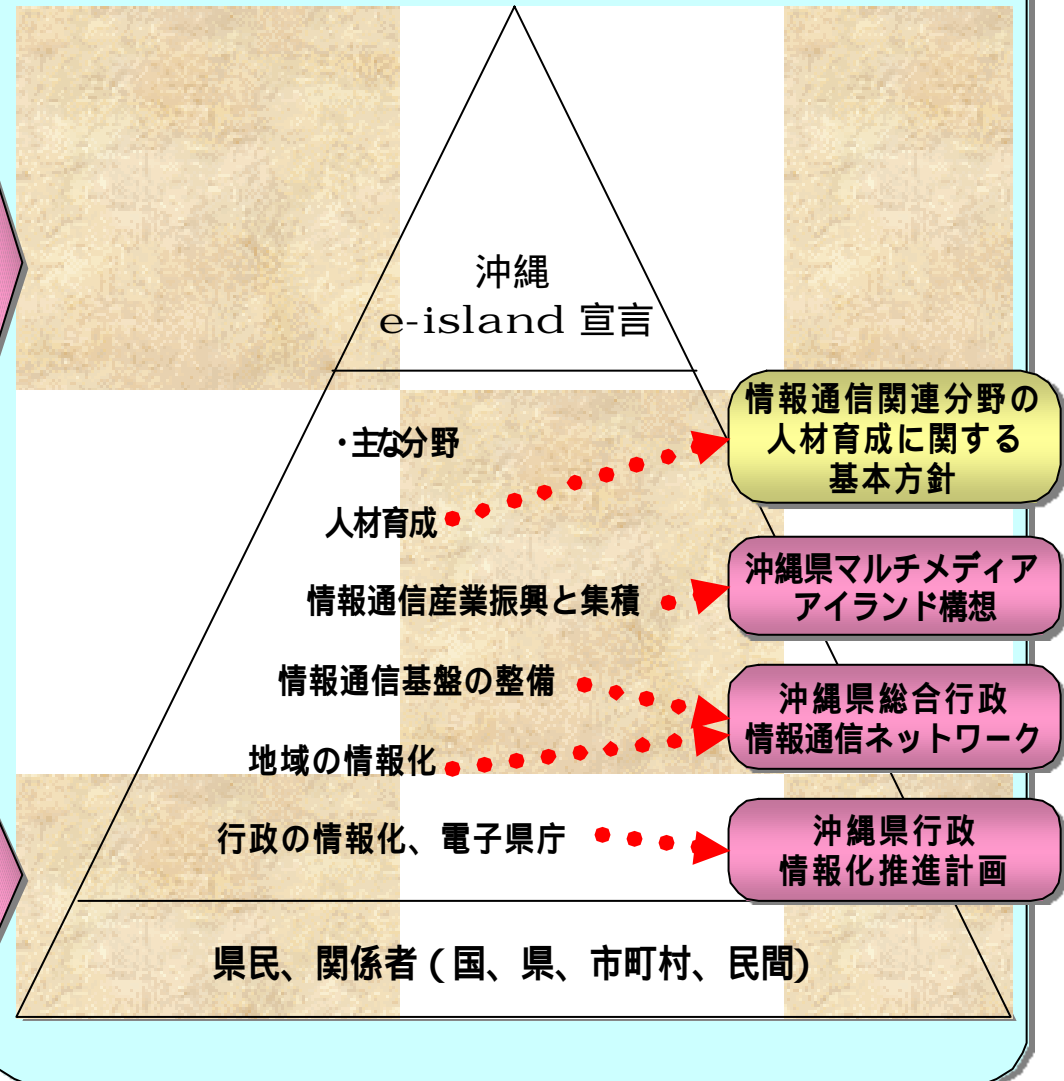 沖縄
e-island 宣言
・主な分野
人材育成
情報通信産業振興と集積
情報通信基盤の整備
地域の情報化
行政の情報化、電子県庁
県民、関係者(国、県、市町村、民間)
情報通信関連分野の
人材育成に関する
基本方針
沖縄県マルチメディア
アイランド構想
沖縄県総合行政
情報通信ネットワーク
沖縄県行政
情報化推進計画